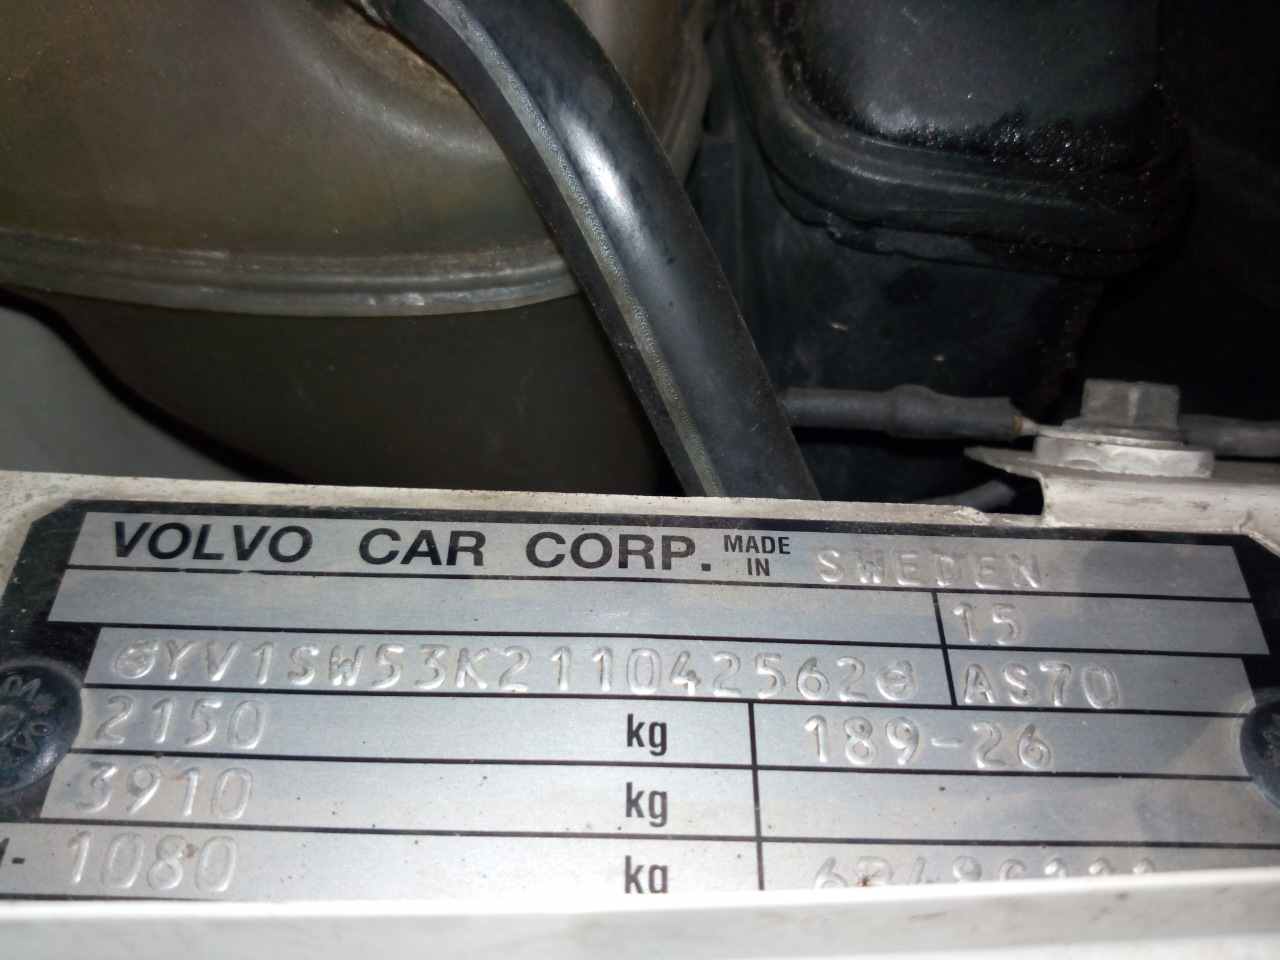 VOLVO CAR CORP. MADE IN SWEDEN
15
YV1SW53K211042562 AS70
2150 kg 189-26
3910 kg
1080 kg